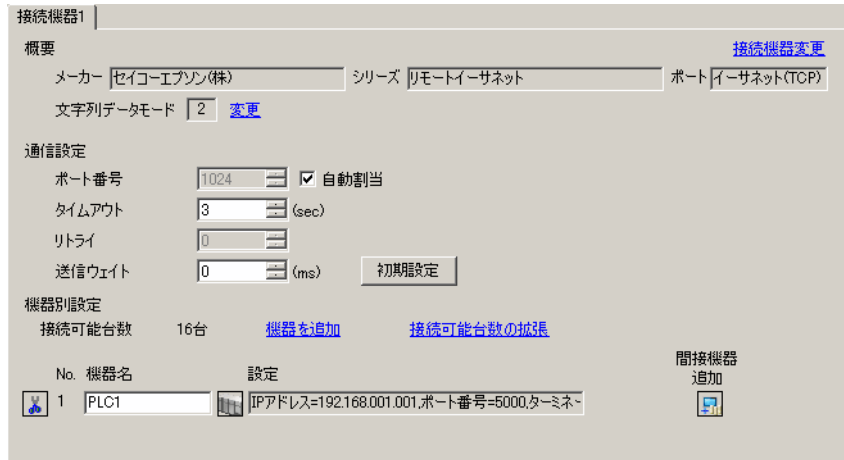 接続機器1
概要 接続機器変更
メーカー セイコーエプソン(株) シリーズ リモートイーサネット ポート イーサネット(TCP)
文字列データモード 2 変更
通信設定
ポート番号 1024 自動割当
タイムアウト 3 (sec)
リトライ 0
送信ウェイト 0 (ms) 初期設定
機器別設定
接続可能台数 16台 機器を追加 接続可能台数の拡張
間接機器
No. 機器名 設定 追加
1 PLC1 IPアドレス=192.168.001.001,ポート番号=5000,ターミネー